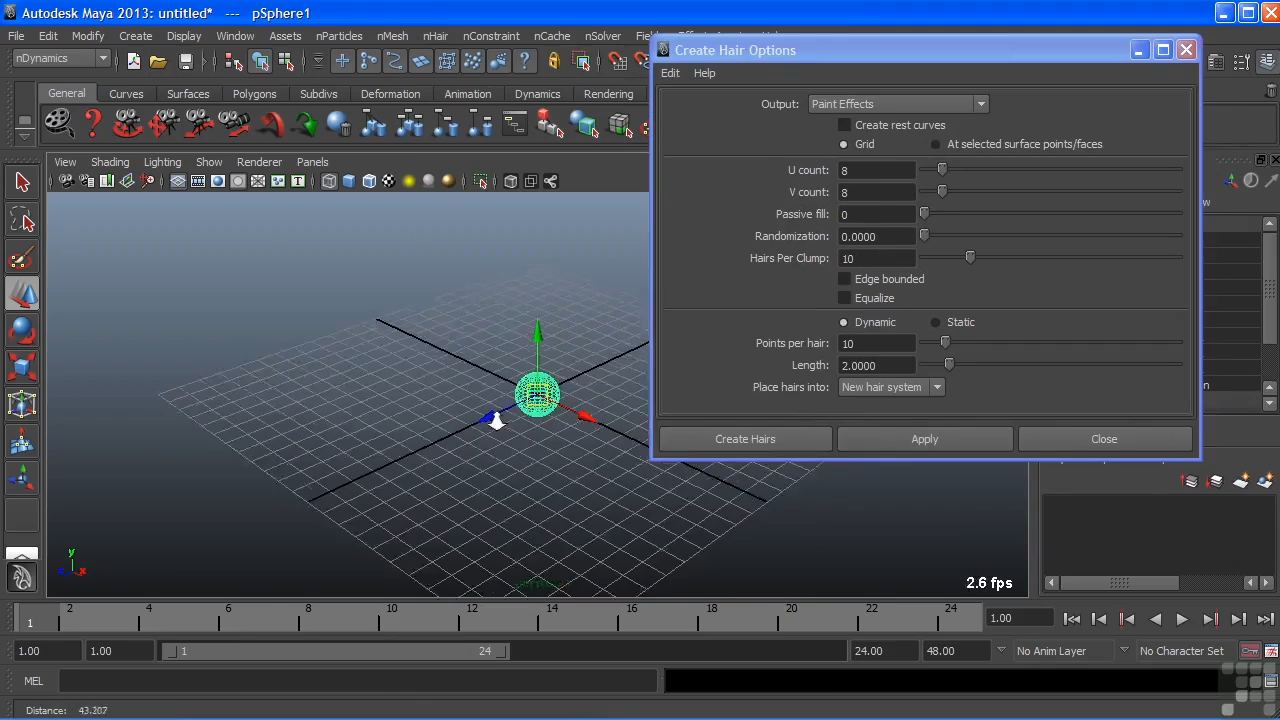 Autodesk Maya 2013: untitled* --- pSphere1
File Edit Modify Create Display Window Assets nParticles nMesh nHair nConstraint nCache nSolver
nDynamics
General Curves Surfaces Polygons Subdivs Deformation Animation Dynamics Rendering
View Shading Lighting Show Renderer Panels
Create Hair Options
Edit Help
Output: Paint Effects
Create rest curves
Grid At selected surface points/faces
U count: 8
V count: 8
Passive fill: 0
Randomization: 0.0000
Hairs Per Clump: 10
Edge bounded
Equalize
Dynamic Static
Points per hair: 10
Length: 2.0000
Place hairs into: New hair system
Create Hairs Apply Close
y
x
2.6 fps
2 4 6 8 10 12 14 16 18 20 22 24
1
1.00
1.00 1.00 1 24 24.00 48.00 No Anim Layer No Character Set
MEL
Distance: 43.207